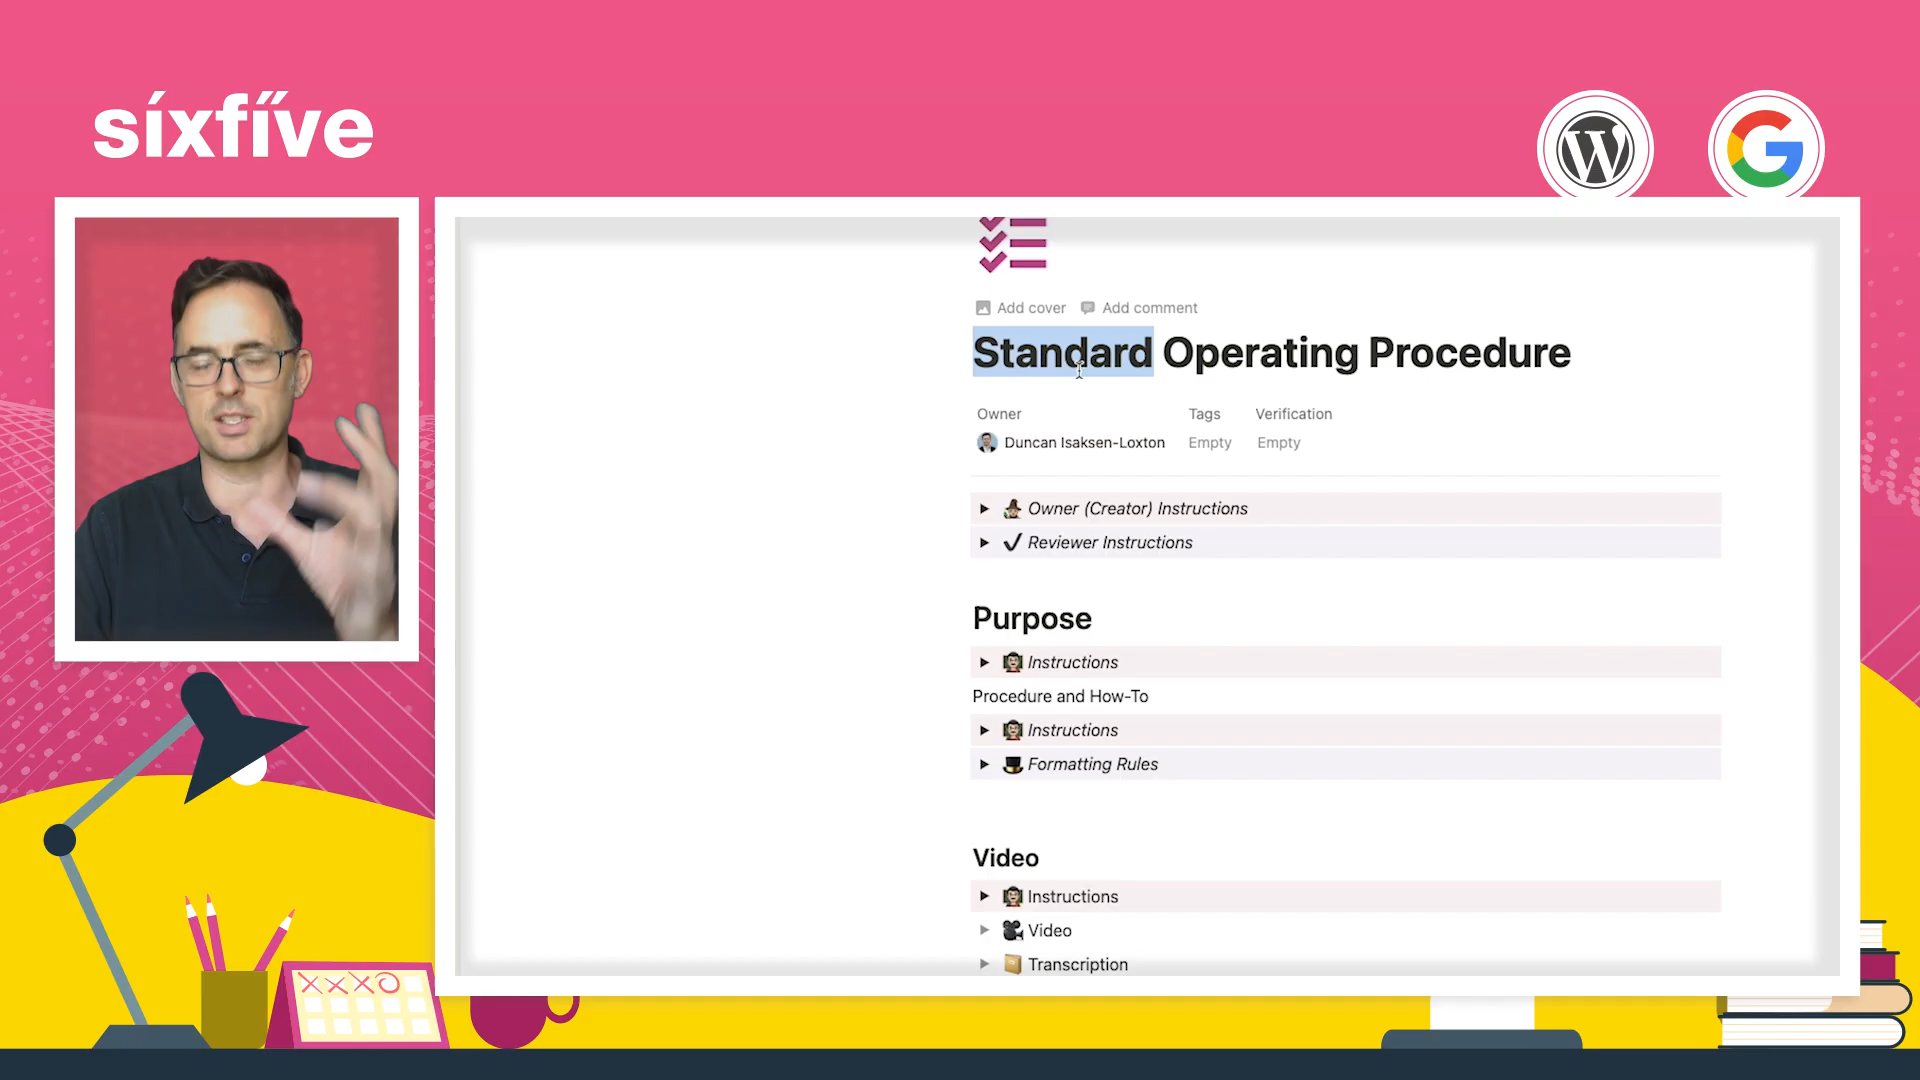 síxfíve
Add cover Add comment
Standard Operating Procedure
Owner Tags Verification
Duncan Isaksen-Loxton Empty Empty
Owner (Creator) Instructions
Reviewer Instructions
Purpose
Instructions
Procedure and How-To
Instructions
Formatting Rules
Video
Instructions
Video
Transcription